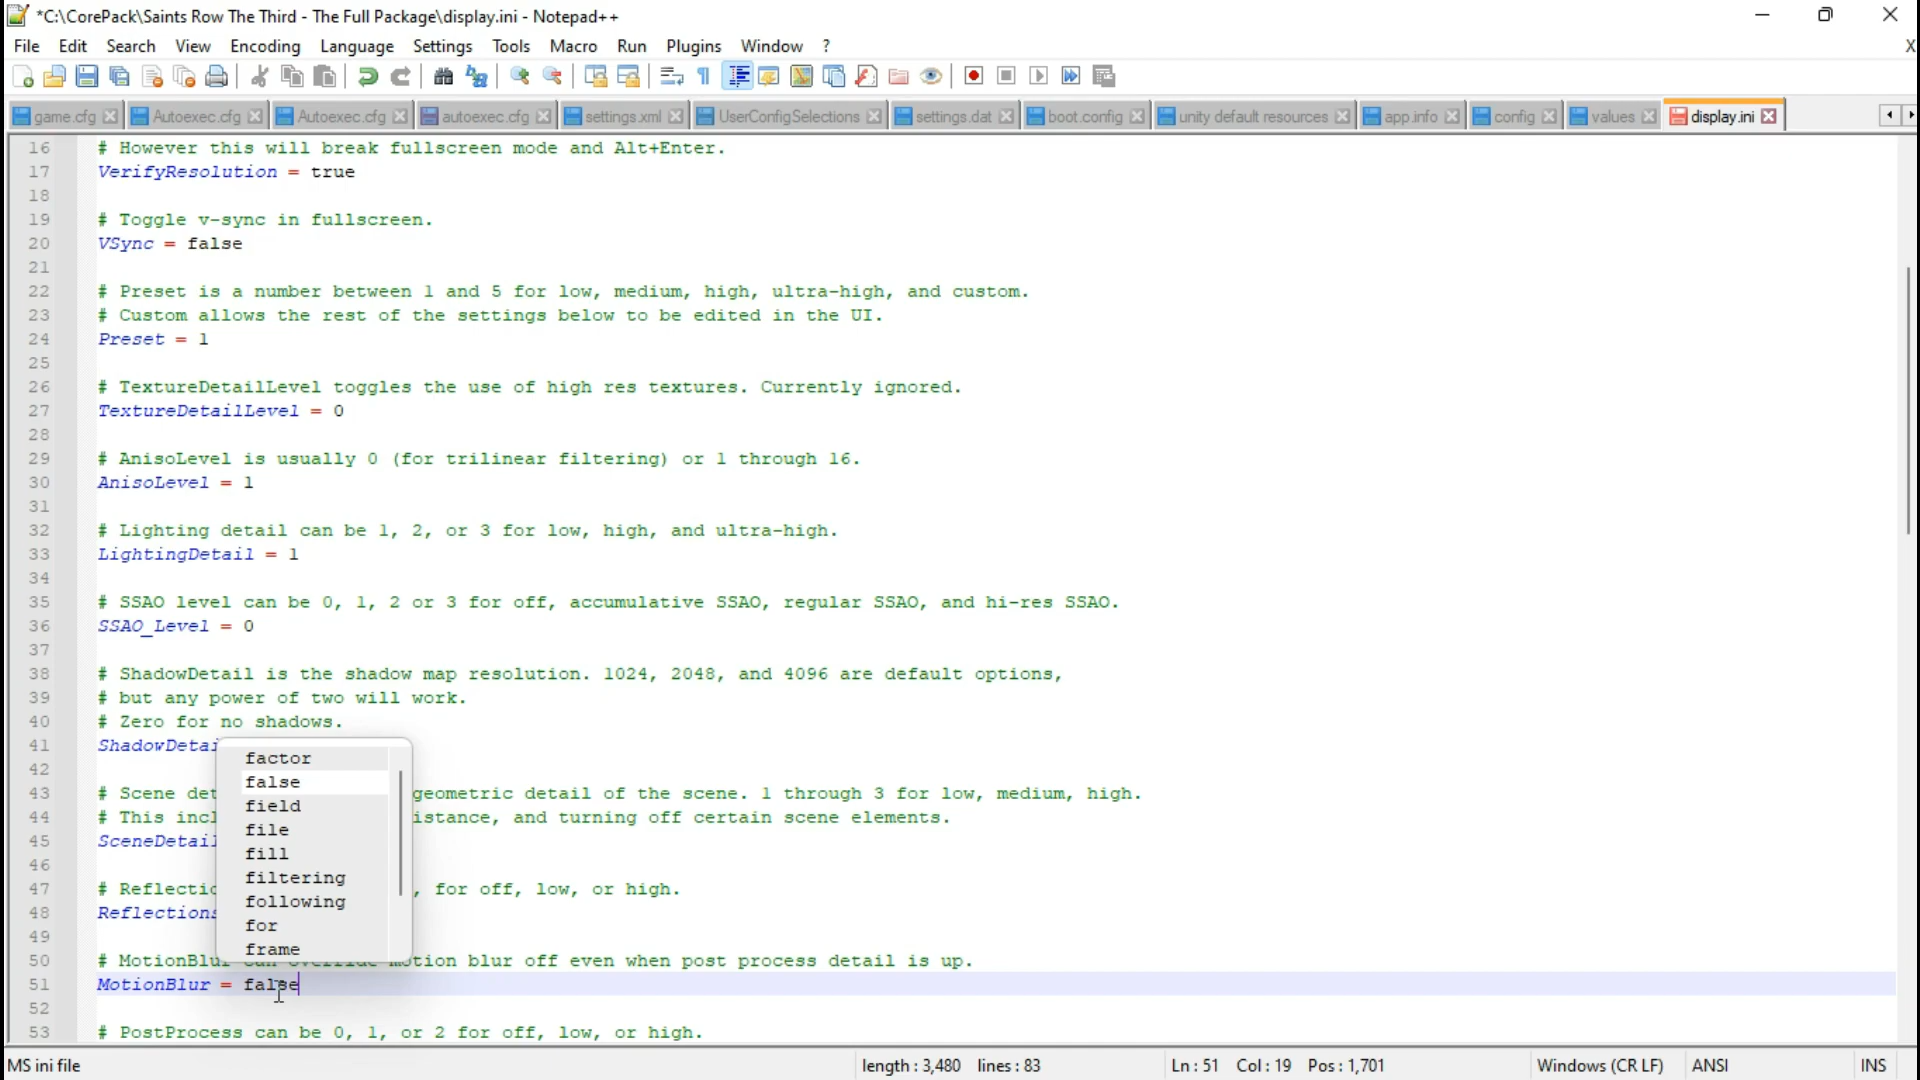 *C:\CorePack\Saints Row The Third - The Full Package\display.ini - Notepad++
File Edit Search View Encoding Language Settings Tools Macro Run Plugins Window ? X
game.cfg Autoexec.cfg Autoexec.cfg autoexec.cfg settings.xml UserConfigSelections settings.dat boot.config unity default resources app.info config values display.ini
16 # However this will break fullscreen mode and Alt+Enter.
17 VerifyResolution = true
18
19 # Toggle v-sync in fullscreen.
20 VSync = false
21
22 # Preset is a number between 1 and 5 for low, medium, high, ultra-high, and custom.
23 # Custom allows the rest of the settings below to be edited in the UI.
24 Preset = 1
25
26 # TextureDetailLevel toggles the use of high res textures. Currently ignored.
27 TextureDetailLevel = 0
28
29 # AnisoLevel is usually 0 (for trilinear filtering) or 1 through 16.
30 AnisoLevel = 1
31
32 # Lighting detail can be 1, 2, or 3 for low, high, and ultra-high.
33 LightingDetail = 1
34
35 # SSAO level can be 0, 1, 2 or 3 for off, accumulative SSAO, regular SSAO, and hi-res SSAO.
36 SSAO_Level = 0
37
38 # ShadowDetail is the shadow map resolution. 1024, 2048, and 4096 are default options,
39 # but any power of two will work.
40 # Zero for no shadows.
41 ShadowDetai
42
43 # Scene det geometric detail of the scene. 1 through 3 for low, medium, high.
44 # This incl istance, and turning off certain scene elements.
45 SceneDetail
46
47 # Reflectio , for off, low, or high.
48 Reflections
49
50 # MotionBlur can override motion blur off even when post process detail is up.
51 MotionBlur = false
52
53 # PostProcess can be 0, 1, or 2 for off, low, or high.
factor
false
field
file
fill
filtering
following
for
frame
MS ini file length : 3,480 lines : 83 Ln : 51 Col : 19 Pos : 1,701 Windows (CR LF) ANSI INS